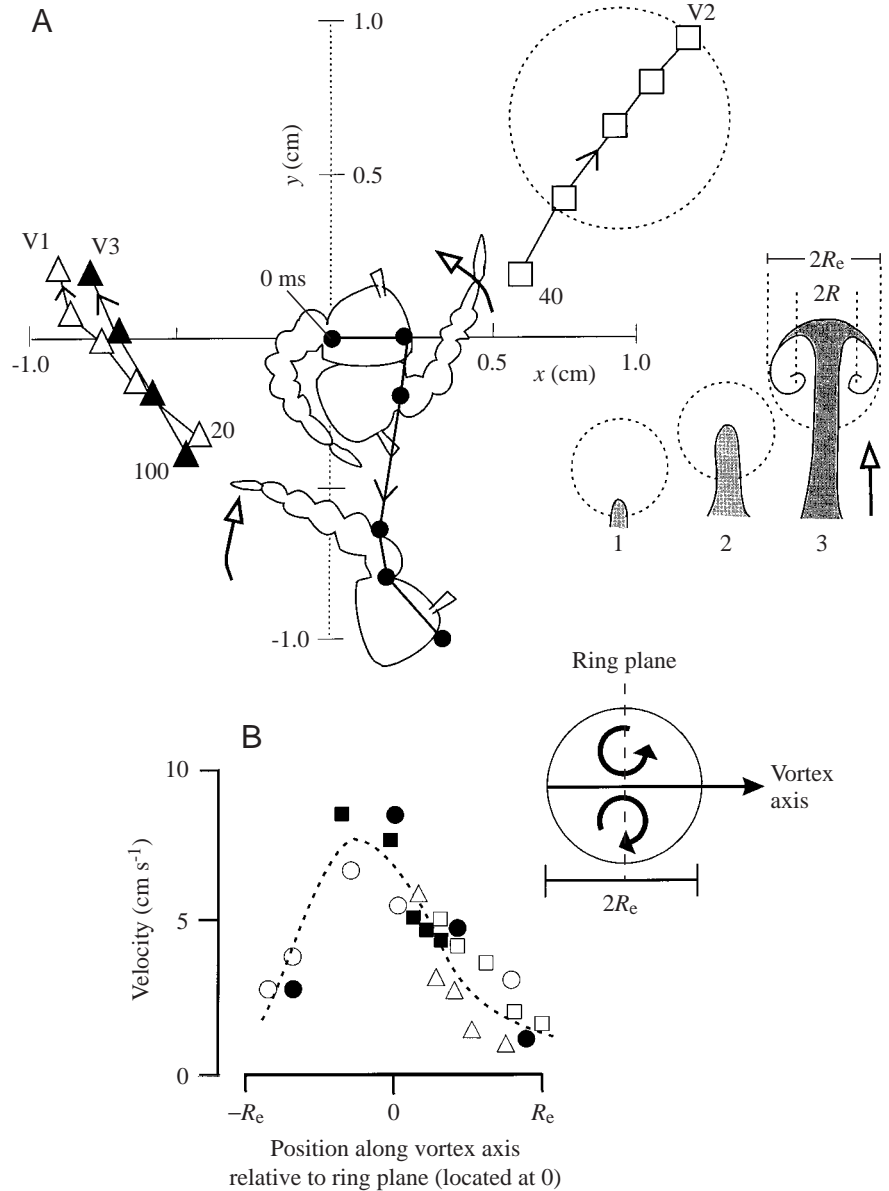 A
1.0
V2
y (cm)
0.5
V1
V3
0 ms
40
2Re
2R
-1.0
0.5
1.0
x (cm)
20
100
1
2
3
-1.0
Ring plane
B
10
Vortex
axis
Velocity (cm s-1)
5
2Re
0
–Re
0
Re
Position along vortex axis
relative to ring plane (located at 0)